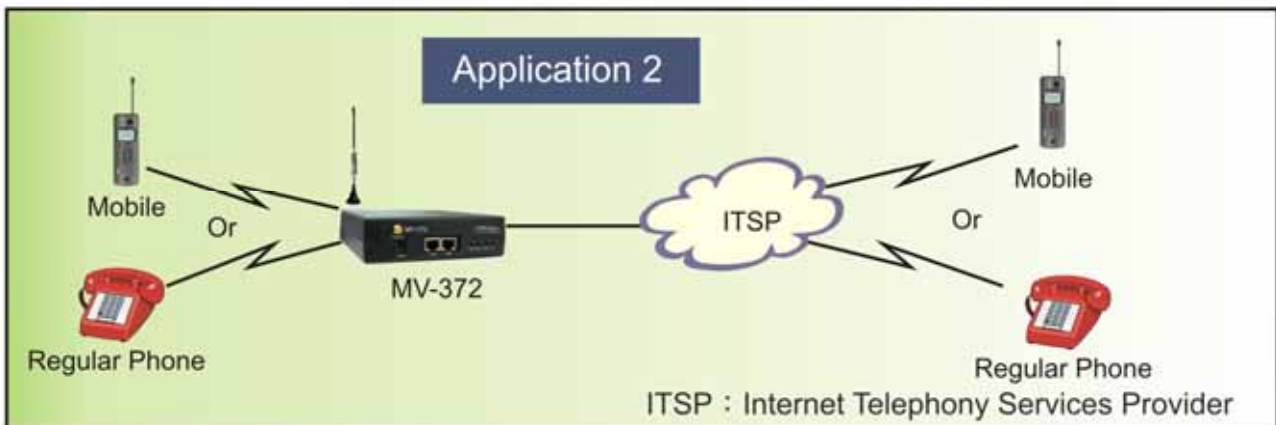 Application 2
Mobile
Or
Regular Phone
MV-372
ITSP
Mobile
Or
Regular Phone
ITSP：Internet Telephony Services Provider